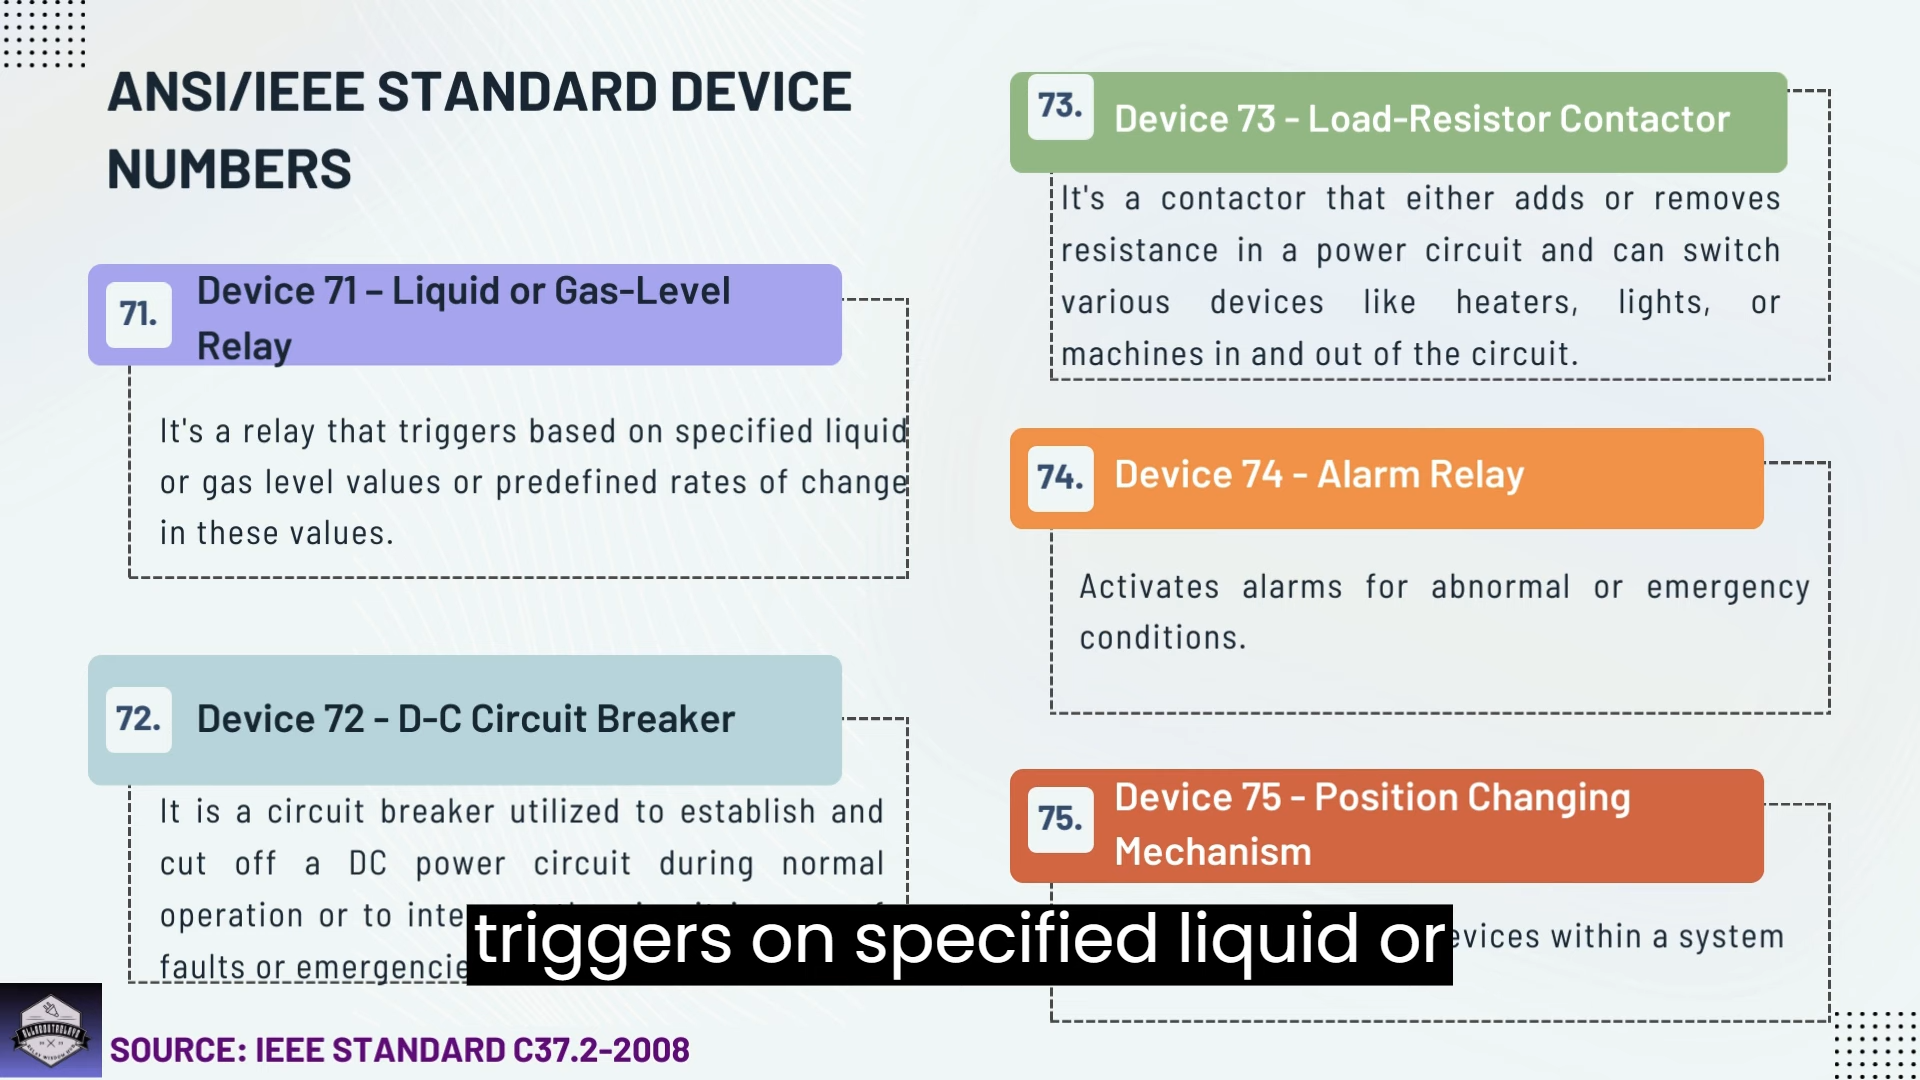 ANSI/IEEE STANDARD DEVICE
NUMBERS
71.
Device 71 – Liquid or Gas-Level
Relay
It's a relay that triggers based on specified liquid
or gas level values or predefined rates of change
in these values.
72.
Device 72 - D-C Circuit Breaker
It is a circuit breaker utilized to establish and
cut off a DC power circuit during normal
operation or to
faults or
73.
Device 73 - Load-Resistor Contactor
It's a contactor that either adds or removes
resistance in a power circuit and can switch
various devices like heaters, lights, or
machines in and out of the circuit.
74.
Device 74 - Alarm Relay
Activates alarms for abnormal or emergency
conditions.
75.
Device 75 - Position Changing
Mechanism
within a system
triggers on specified liquid or
SOURCE: IEEE STANDARD C37.2-2008